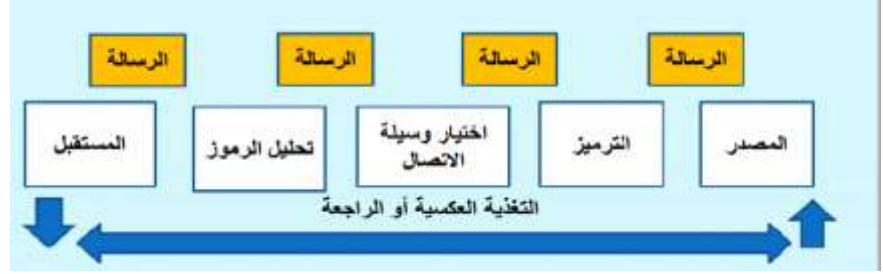 الرسالة
الرسالة
الرسالة
الرسالة
المصدر
الترميز
اختيار وسيلة
الاتصال
تحليل الرموز
المستقبل
التغذية العكسية أو الراجعة